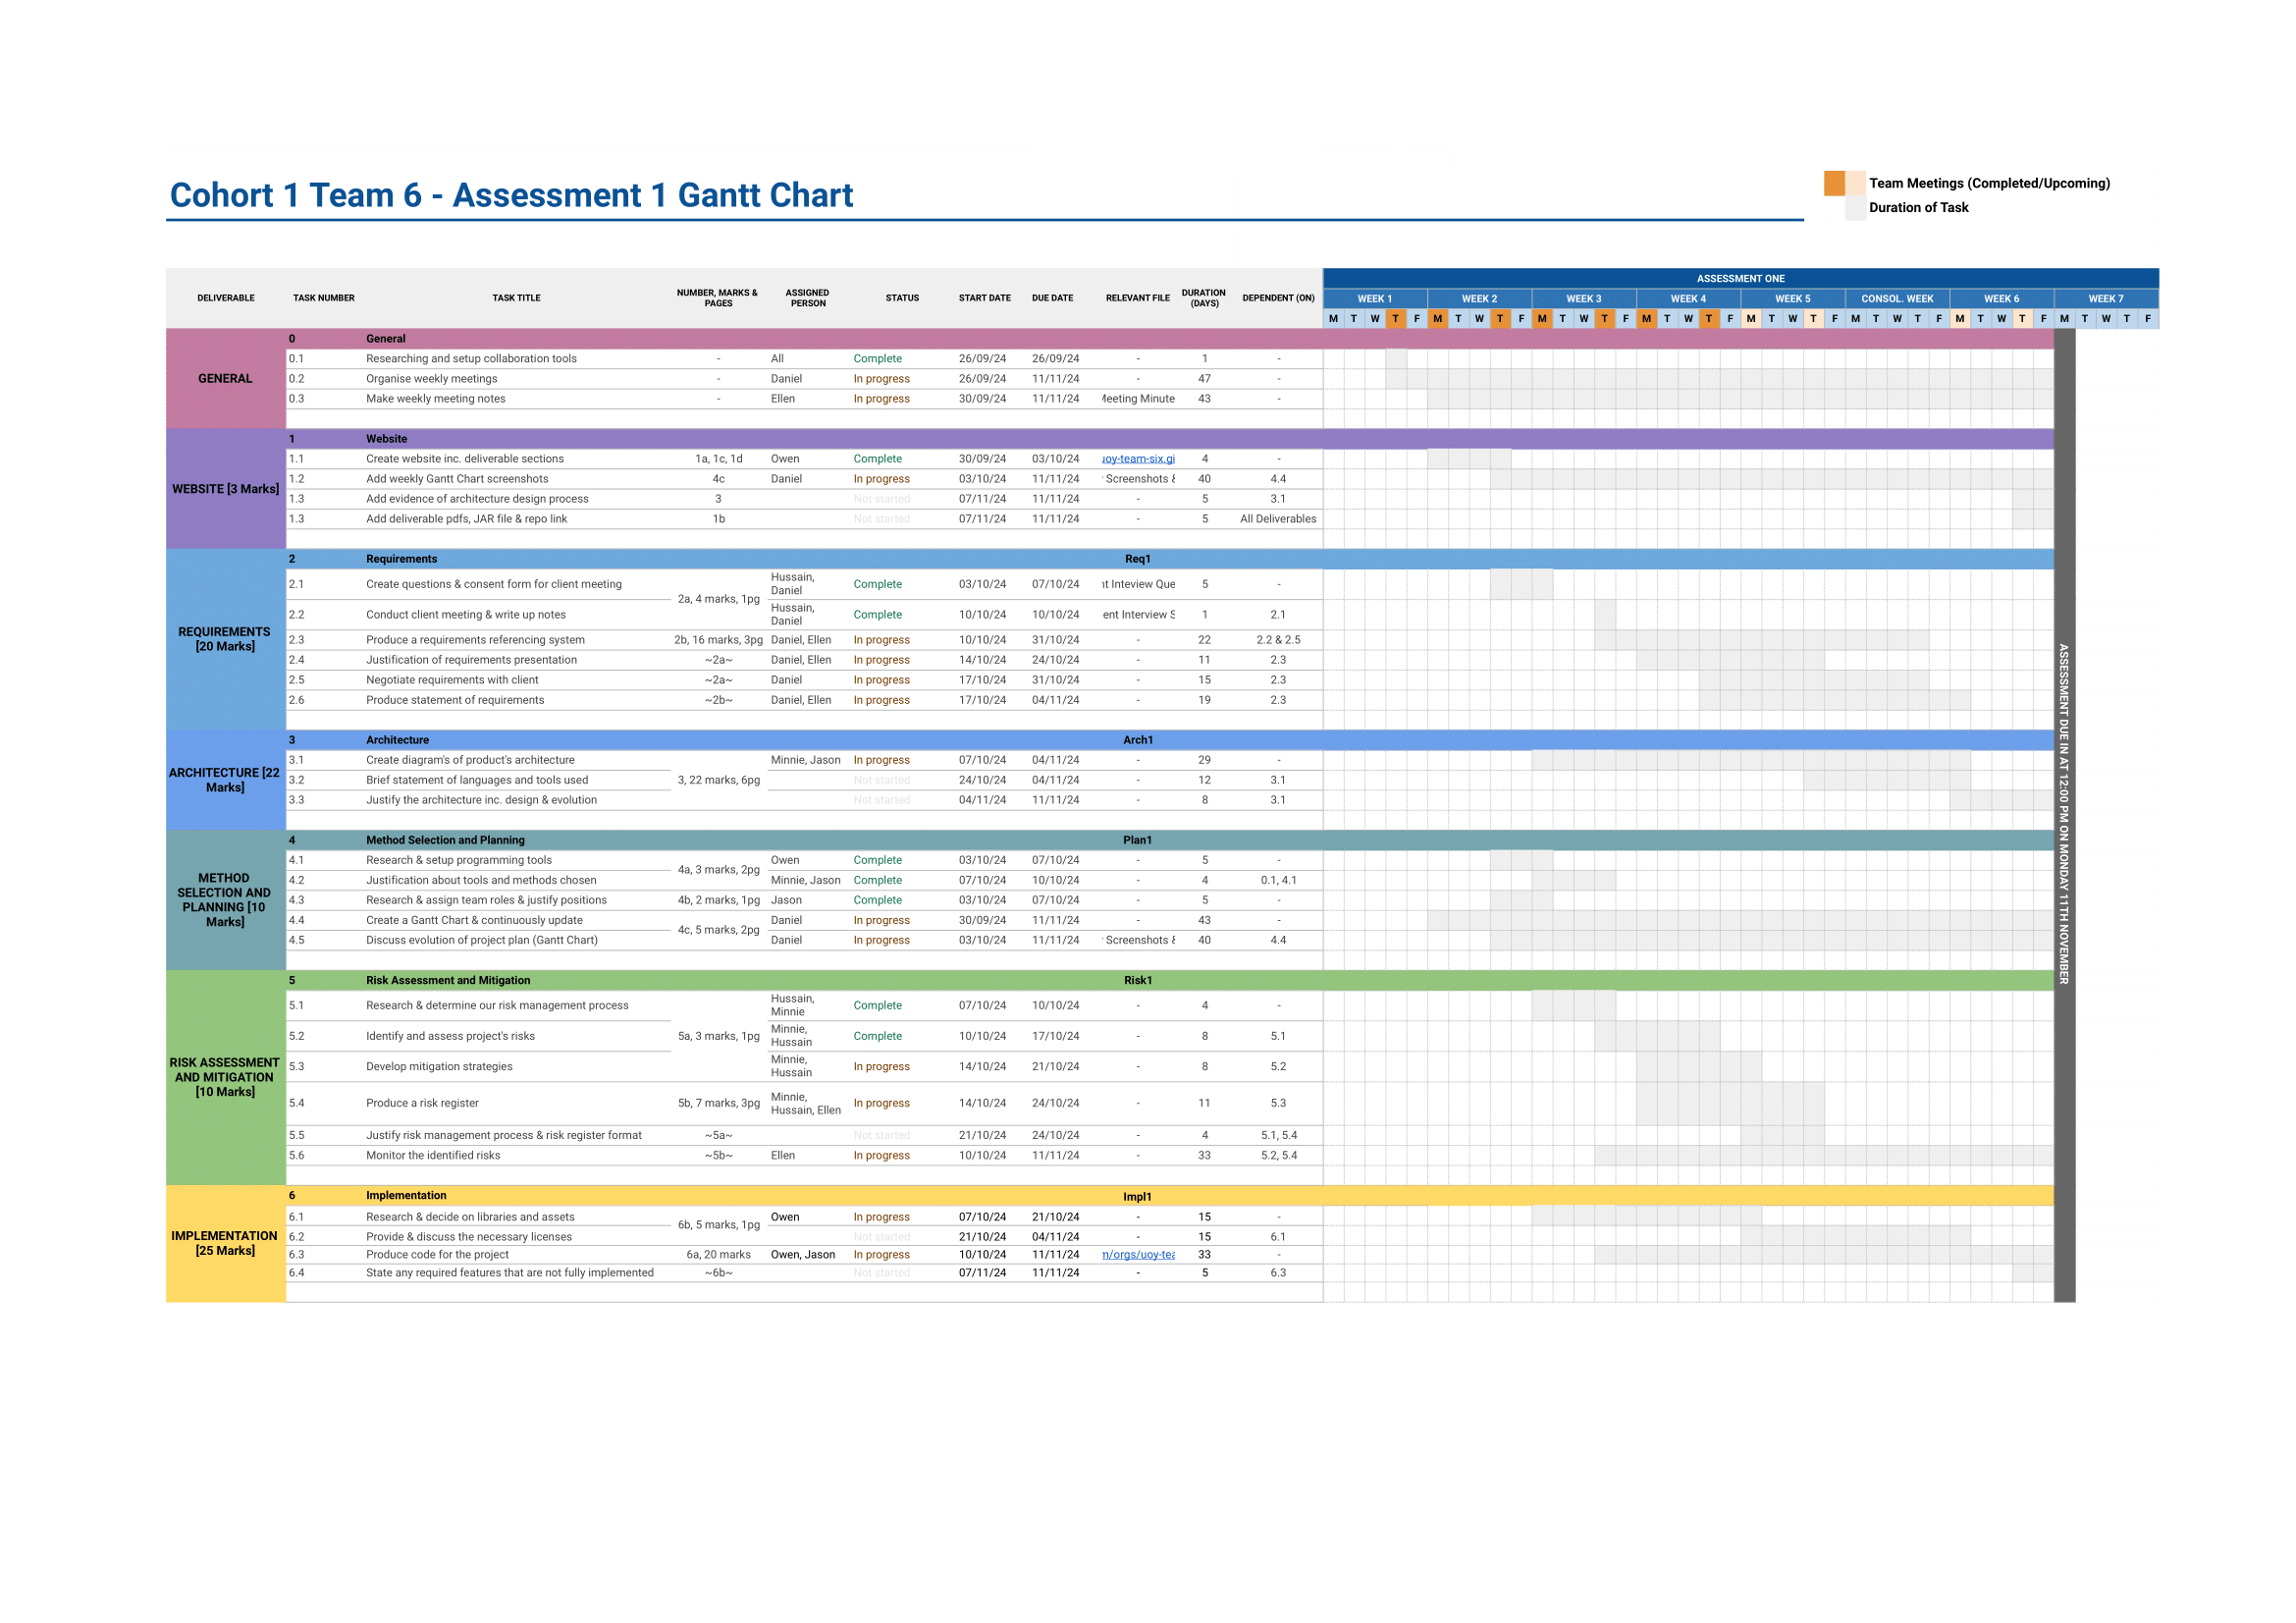 Cohort 1 Team 6 - Assessment 1 Gantt Chart
Team Meetings (Completed/Upcoming)
Duration of Task
DELIVERABLE TASK NUMBER TASK TITLE NUMBER, MARKS & PAGES ASSIGNED PERSON STATUS START DATE DUE DATE RELEVANT FILE DURATION (DAYS) DEPENDENT (ON)
ASSESSMENT ONE
WEEK 1 WEEK 2 WEEK 3 WEEK 4 WEEK 5 CONSOL. WEEK WEEK 6 WEEK 7
M T W T F M T W T F M T W T F M T W T F M T W T F M T W T F M T W T F M T W T F
GENERAL
0 General
0.1 Researching and setup collaboration tools - All Complete 26/09/24 26/09/24 - 1 -
0.2 Organise weekly meetings - Daniel In progress 26/09/24 11/11/24 - 47 -
0.3 Make weekly meeting notes - Ellen In progress 30/09/24 11/11/24 Meeting Minute 43 -
WEBSITE [3 Marks]
1 Website
1.1 Create website inc. deliverable sections 1a, 1c, 1d Owen Complete 30/09/24 03/10/24 uoy-team-six.gi 4 -
1.2 Add weekly Gantt Chart screenshots 4c Daniel In progress 03/10/24 11/11/24 Screenshots & 40 4.4
1.3 Add evidence of architecture design process 3 Not started 07/11/24 11/11/24 - 5 3.1
1.3 Add deliverable pdfs, JAR file & repo link 1b Not started 07/11/24 11/11/24 - 5 All Deliverables
REQUIREMENTS [20 Marks]
2 Requirements Req1
2.1 Create questions & consent form for client meeting 2a, 4 marks, 1pg Hussain, Daniel Complete 03/10/24 07/10/24 nt Inteview Que 5 -
2.2 Conduct client meeting & write up notes Hussain, Daniel Complete 10/10/24 10/10/24 ent Interview S 1 2.1
2.3 Produce a requirements referencing system 2b, 16 marks, 3pg Daniel, Ellen In progress 10/10/24 31/10/24 - 22 2.2 & 2.5
2.4 Justification of requirements presentation ~2a~ Daniel, Ellen In progress 14/10/24 24/10/24 - 11 2.3
2.5 Negotiate requirements with client ~2a~ Daniel In progress 17/10/24 31/10/24 - 15 2.3
2.6 Produce statement of requirements ~2b~ Daniel, Ellen In progress 17/10/24 04/11/24 - 19 2.3
ARCHITECTURE [22 Marks]
3 Architecture Arch1
3.1 Create diagram's of product's architecture 3, 22 marks, 6pg Minnie, Jason In progress 07/10/24 04/11/24 - 29 -
3.2 Brief statement of languages and tools used Not started 24/10/24 04/11/24 - 12 3.1
3.3 Justify the architecture inc. design & evolution Not started 04/11/24 11/11/24 - 8 3.1
METHOD SELECTION AND PLANNING [10 Marks]
4 Method Selection and Planning Plan1
4.1 Research & setup programming tools 4a, 3 marks, 2pg Owen Complete 03/10/24 07/10/24 - 5 -
4.2 Justification about tools and methods chosen Minnie, Jason Complete 07/10/24 10/10/24 - 4 0.1, 4.1
4.3 Research & assign team roles & justify positions 4b, 2 marks, 1pg Jason Complete 03/10/24 07/10/24 - 5 -
4.4 Create a Gantt Chart & continuously update 4c, 5 marks, 2pg Daniel In progress 30/09/24 11/11/24 - 43 -
4.5 Discuss evolution of project plan (Gantt Chart) Daniel In progress 03/10/24 11/11/24 Screenshots & 40 4.4
RISK ASSESSMENT AND MITIGATION [10 Marks]
5 Risk Assessment and Mitigation Risk1
5.1 Research & determine our risk management process 5a, 3 marks, 1pg Hussain, Minnie Complete 07/10/24 10/10/24 - 4 -
5.2 Identify and assess project's risks Minnie, Hussain Complete 10/10/24 17/10/24 - 8 5.1
5.3 Develop mitigation strategies Minnie, Hussain In progress 14/10/24 21/10/24 - 8 5.2
5.4 Produce a risk register 5b, 7 marks, 3pg Minnie, Hussain, Ellen In progress 14/10/24 24/10/24 - 11 5.3
5.5 Justify risk management process & risk register format ~5a~ Not started 21/10/24 24/10/24 - 4 5.1, 5.4
5.6 Monitor the identified risks ~5b~ Ellen In progress 10/10/24 11/11/24 - 33 5.2, 5.4
IMPLEMENTATION [25 Marks]
6 Implementation Impl1
6.1 Research & decide on libraries and assets 6b, 5 marks, 1pg Owen In progress 07/10/24 21/10/24 - 15 -
6.2 Provide & discuss the necessary licenses Not started 21/10/24 04/11/24 - 15 6.1
6.3 Produce code for the project 6a, 20 marks Owen, Jason In progress 10/10/24 11/11/24 m/orgs/uoy-tea 33 -
6.4 State any required features that are not fully implemented ~6b~ Not started 07/11/24 11/11/24 - 5 6.3
ASSESSMENT DUE IN AT 12:00 PM ON MONDAY 11TH NOVEMBER